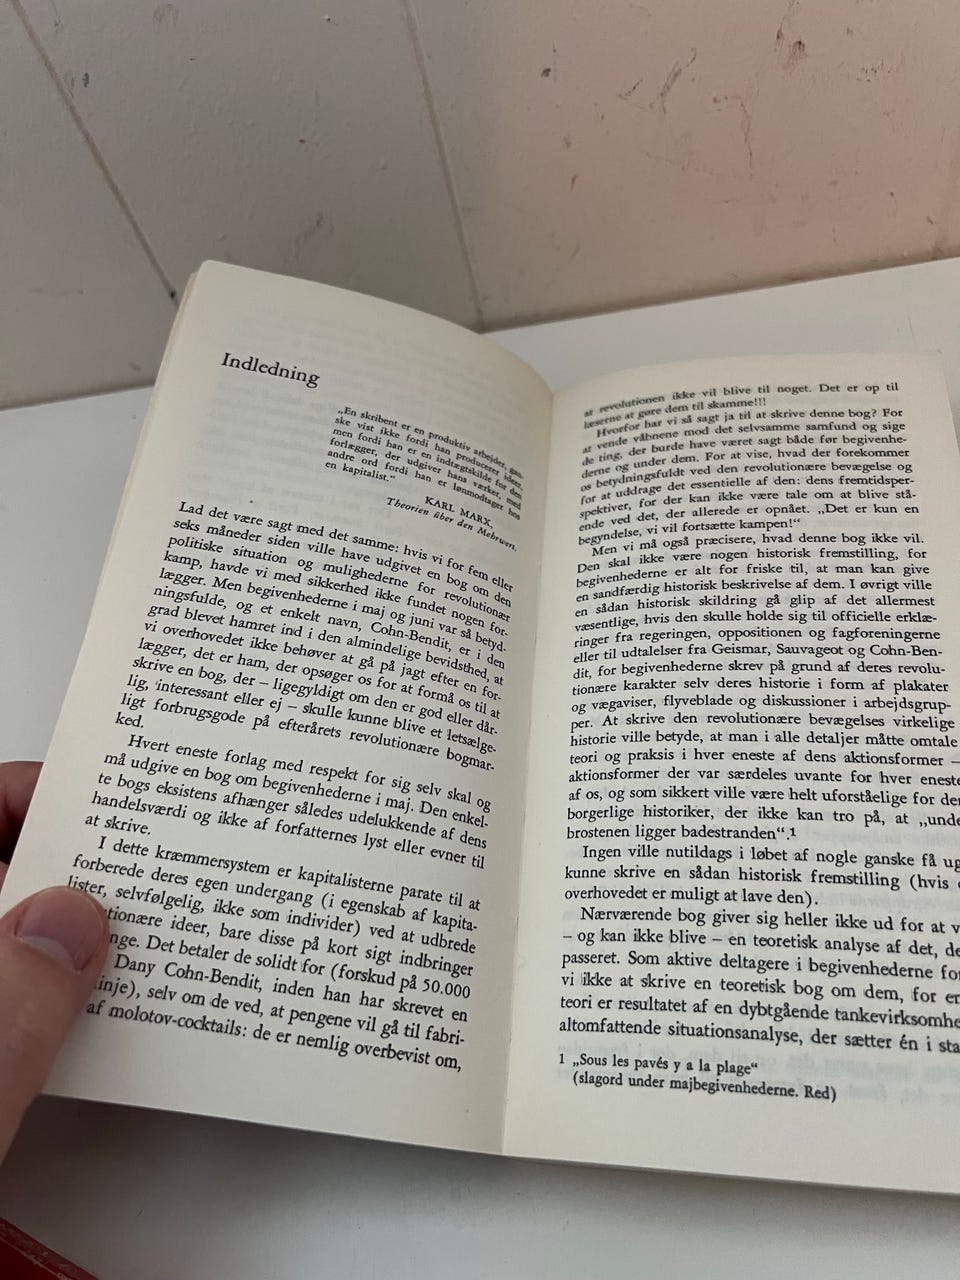 Indledning
„En skribent er en produktiv arbejder, gan-
ske vist ikke fordi han producerer ideer,
men fordi han er en indtægtskilde for den
forlægger, der udgiver hans værker, med
andre ord fordi han er lønmodtager hos
en kapitalist.“
KARL MARX,
Theorien über den Mehrwert.
Lad det være sagt med det samme: hvis vi for fem eller
seks måneder siden ville have udgivet en bog om den
politiske situation og mulighederne for revolutionær
kamp, havde vi med sikkerhed ikke fundet nogen for-
lægger. Men begivenhederne i maj og juni var så betyd-
ningsfulde, og et enkelt navn, Cohn-Bendit, er i den
grad blevet hamret ind i den almindelige bevidsthed, at
vi overhovedet ikke behøver at gå på jagt efter en for-
lægger, det er ham, der opsøger os for at formå os til at
skrive en bog, der – ligegyldigt om den er god eller dår-
lig, interessant eller ej – skulle kunne blive et letsælge-
ligt forbrugsgode på efterårets revolutionære bogmar-
ked.
Hvert eneste forlag med respekt for sig selv skal og
må udgive en bog om begivenhederne i maj. Den enkel-
te bogs eksistens afhænger således udelukkende af dens
handelsværdi og ikke af forfatternes lyst eller evner til
at skrive.
I dette kræmmersystem er kapitalisterne parate til at
forberede deres egen undergang (i egenskab af kapita-
lister, selvfølgelig, ikke som individer) ved at udbrede
tionære ideer, bare disse på kort sigt indbringer
nge. Det betaler de solidt for (forskud på 50.000
Dany Cohn-Bendit, inden han har skrevet en
inje), selv om de ved, at pengene vil gå til fabri-
af molotov-cocktails: de er nemlig overbevist om,
at revolutionen ikke vil blive til noget. Det er op til
læserne at gøre dem til skamme!!!
Hvorfor har vi så sagt ja til at skrive denne bog? For
at vende våbnene mod det selvsamme samfund og sige
de ting, der burde have været sagt både før begivenhe-
derne og under dem. For at vise, hvad der forekommer
os betydningsfuldt ved den revolutionære bevægelse og
for at uddrage det essentielle af den: dens fremtidsper-
spektiver, for der kan ikke være tale om at blive stå-
ende ved det, der allerede er opnået. „Det er kun en
begyndelse, vi vil fortsætte kampen!“
Men vi må også præcisere, hvad denne bog ikke vil.
Den skal ikke være nogen historisk fremstilling, for
begivenhederne er alt for friske til, at man kan give
en sandfærdig historisk beskrivelse af dem. I øvrigt ville
en sådan historisk skildring gå glip af det allermest
væsentlige, hvis den skulle holde sig til officielle erklæ-
ringer fra regeringen, oppositionen og fagforeningerne
eller til udtalelser fra Geismar, Sauvageot og Cohn-Ben-
dit, for begivenhederne skrev på grund af deres revolu-
tionære karakter selv deres historie i form af plakater
og vægaviser, flyveblade og diskussioner i arbejdsgrup-
per. At skrive den revolutionære bevægelses virkelige
historie ville betyde, at man i alle detaljer måtte omtale
teori og praksis i hver eneste af dens aktionsformer –
aktionsformer der var særdeles uvante for hver eneste
af os, og som sikkert ville være helt uforståelige for de
borgerlige historiker, der ikke kan tro på, at „unde
brostenen ligger badestranden“.¹
Ingen ville nutildags i løbet af nogle ganske få ug
kunne skrive en sådan historisk fremstilling (hvis
overhovedet er muligt at lave den).
Nærværende bog giver sig heller ikke ud for at v
– og kan ikke blive – en teoretisk analyse af det, de
passeret. Som aktive deltagere i begivenhederne fo
vi ikke at skrive en teoretisk bog om dem, for er
teori er resultatet af en dybtgående tankevirksomhe
altomfattende situationsanalyse, der sætter én i sta
1 „Sous les pavés y a la plage“
(slagord under majbegivenhederne. Red)